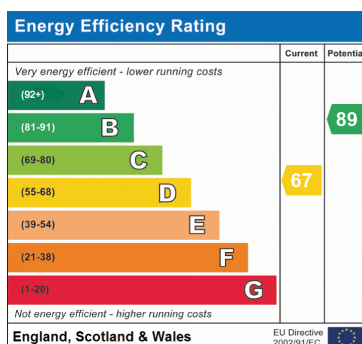 Energy Efficiency Rating
Current Potentia
Very energy efficient - lower running costs
(92+) A
(81-91) B
89
(69-80) C
(55-68) D
67
(39-54) E
(21-38) F
(1-20) G
Not energy efficient - higher running costs
England, Scotland & Wales
EU Directive
2002/91/EC